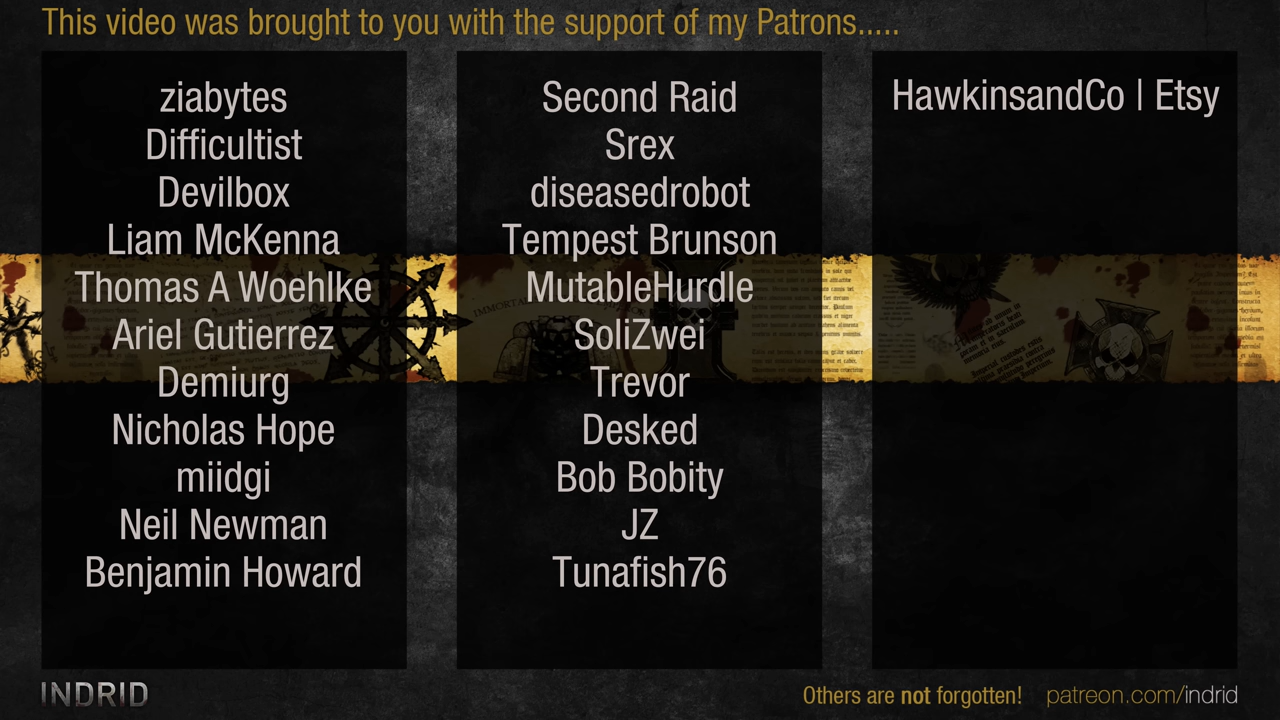 This video was brought to you with the support of my Patrons.....
ziabytes
Difficultist
Devilbox
Liam McKenna
Thomas A Woehlke
Ariel Gutierrez
Demiurg
Nicholas Hope
miidgi
Neil Newman
Benjamin Howard
Second Raid
Srex
diseasedrobot
Tempest Brunson
MutableHurdle
SoliZwei
Trevor
Desked
Bob Bobity
JZ
Tunafish76
HawkinsandCo | Etsy
INDRID
Others are not forgotten!
patreon.com/indrid